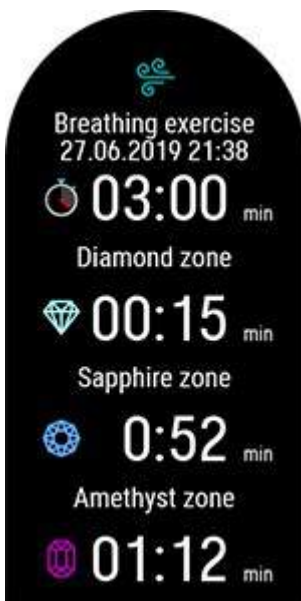 Breathing exercise
27.06.2019 21:38
03:00 min
Diamond zone
00:15 min
Sapphire zone
0:52 min
Amethyst zone
01:12 min